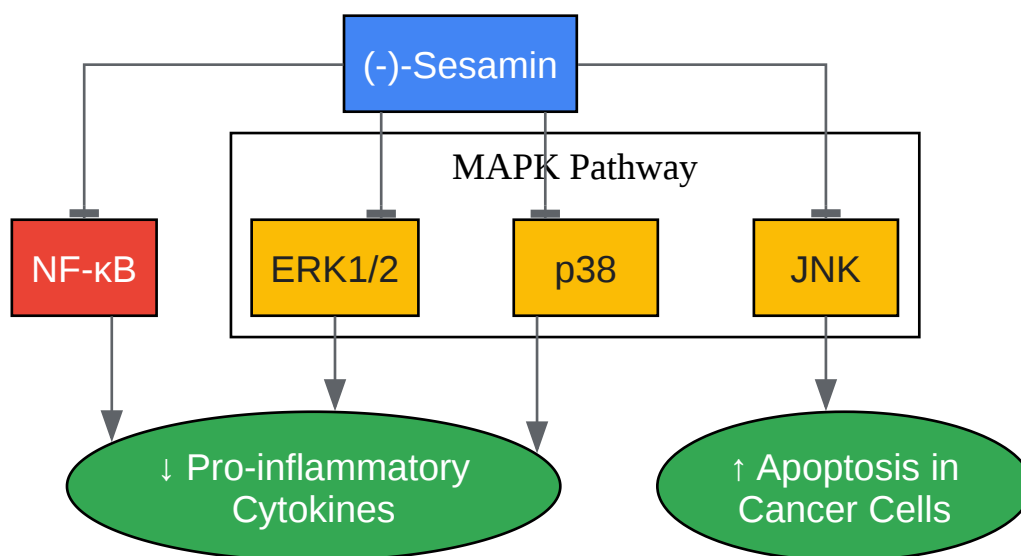 (-)-Sesamin
MAPK Pathway
NF-κB
ERK1/2
p38
JNK
↓ Pro-inflammatory
Cytokines
↑ Apoptosis in
Cancer Cells